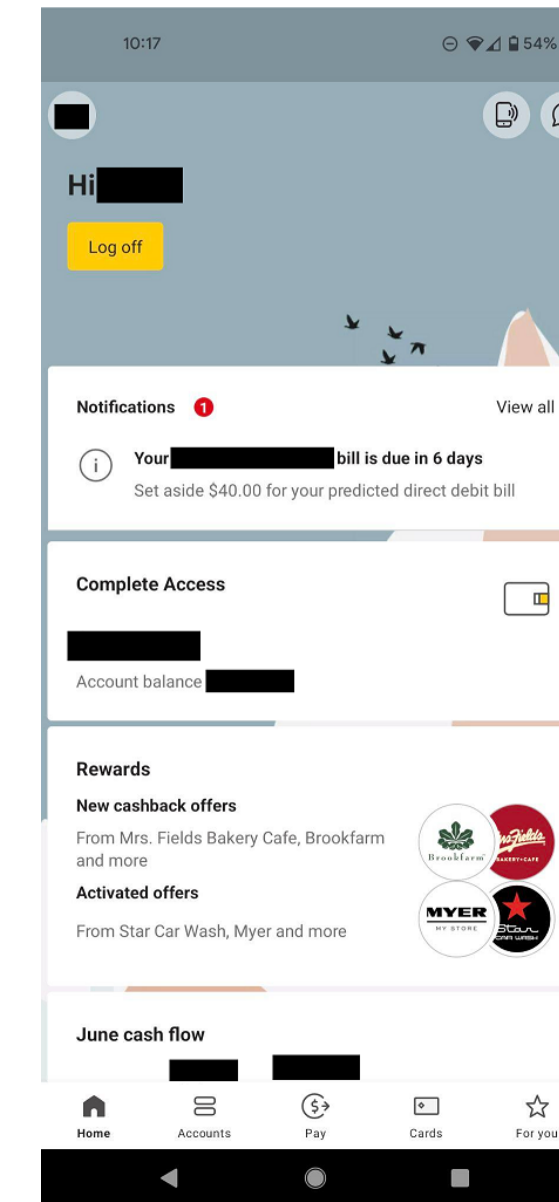 10:17
54%
Hi
Log off
Notifications 1
View all
Your bill is due in 6 days
Set aside $40.00 for your predicted direct debit bill
Complete Access
Account balance
Rewards
New cashback offers
From Mrs. Fields Bakery Cafe, Brookfarm
and more
Brookfarm
Mrs Fields
BAKERY+CAFE
Activated offers
From Star Car Wash, Myer and more
MYER
MY STORE
Star
CAR WASH
June cash flow
Home
Accounts
Pay
Cards
For you